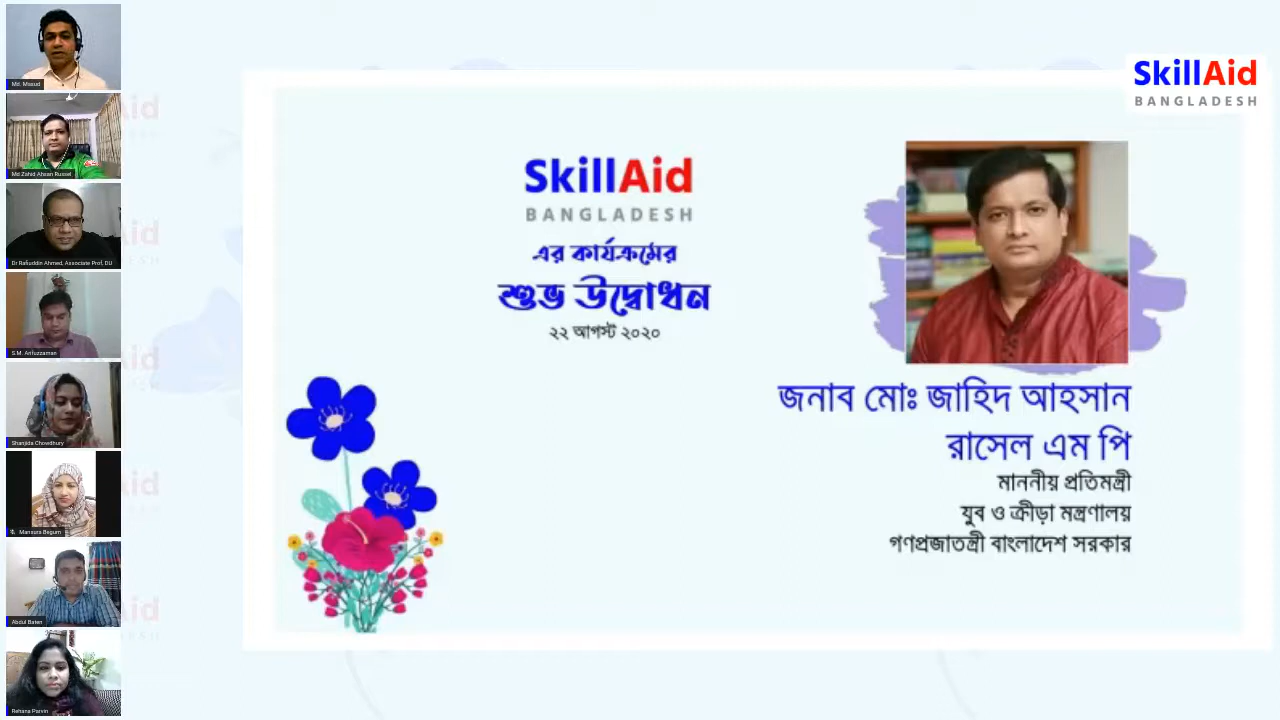 Md. Masud
Md Zahid Ahsan Russel
Dr Rafiuddin Ahmed, Associate Prof, DU
S.M. Arifuzzaman
Shanjida Chowdhury
Mansura Begum
Abdul Baten
Rehana Parvin
SkillAid
BANGLADESH
SkillAid
BANGLADESH
এর কার্যক্রমের
শুভ উদ্বোধন
২২ আগস্ট ২০২০
জনাব মোঃ জাহিদ আহসান
রাসেল এম পি
মাননীয় প্রতিমন্ত্রী
যুব ও ক্রীড়া মন্ত্রণালয়
গণপ্রজাতন্ত্রী বাংলাদেশ সরকার